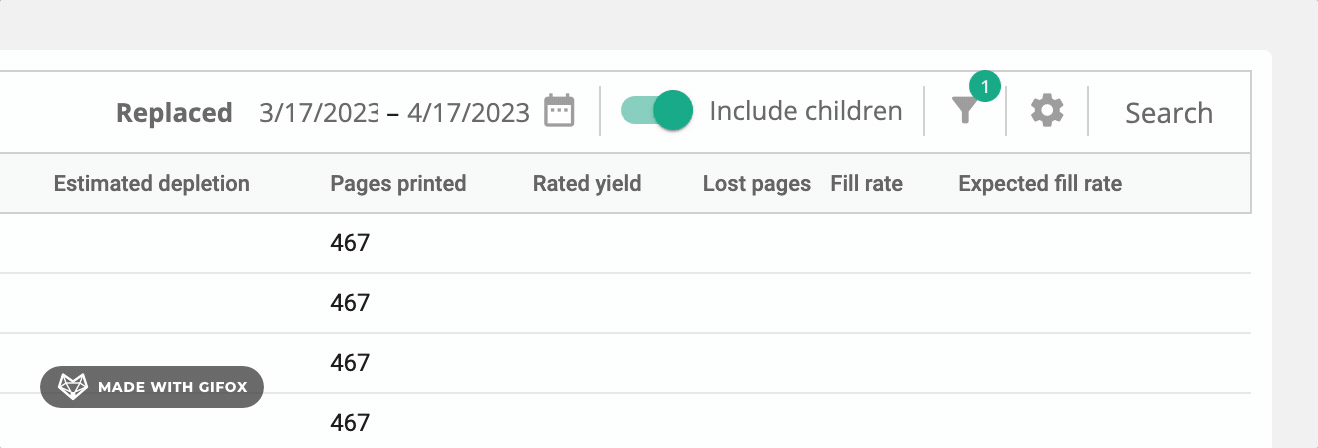 1
Replaced 3/17/2023 – 4/17/2023 Include children Search
Estimated depletion Pages printed Rated yield Lost pages Fill rate Expected fill rate
467
467
467
MADE WITH GIFOX
467